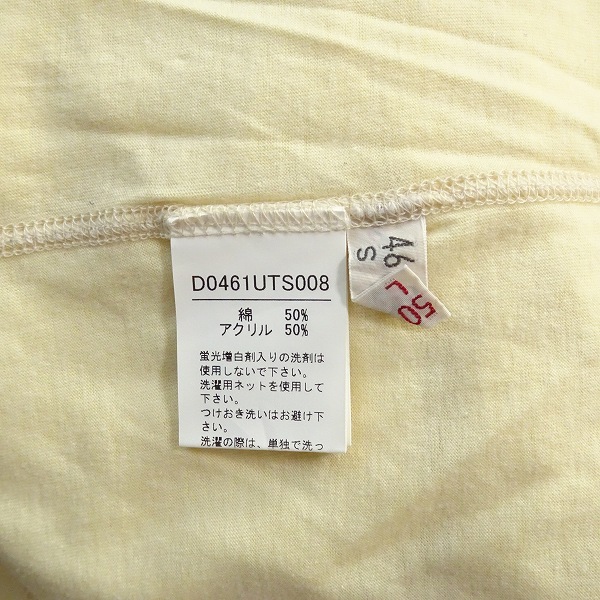 D0461UTS008
綿 50%
アクリル 50%
蛍光増白剤入りの洗剤は
使用しないで下さい。
洗濯用ネットを使用して
下さい。
つけおき洗いはお避け下
さい。
洗濯の際は、単独で洗っ
46
S
50
L